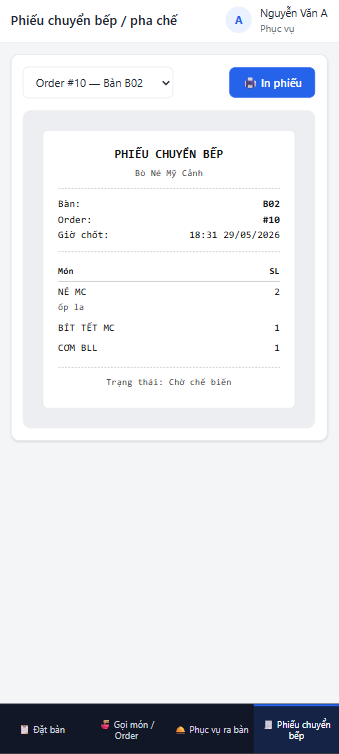 Phiếu chuyển bếp / pha chế
A
Nguyễn Văn A
Phục vụ
Order #10 — Bàn B02
In phiếu
PHIẾU CHUYỂN BẾP
Bò Né Mỹ Cảnh
Bàn: B02
Order: #10
Giờ chốt: 18:31 29/05/2026
Món SL
NÉ MC 2
ốp la
BÍT TẾT MC 1
CƠM BLL 1
Trạng thái: Chờ chế biến
Đặt bàn
Gọi món /
Order
Phục vụ ra bàn
Phiếu chuyển
bếp